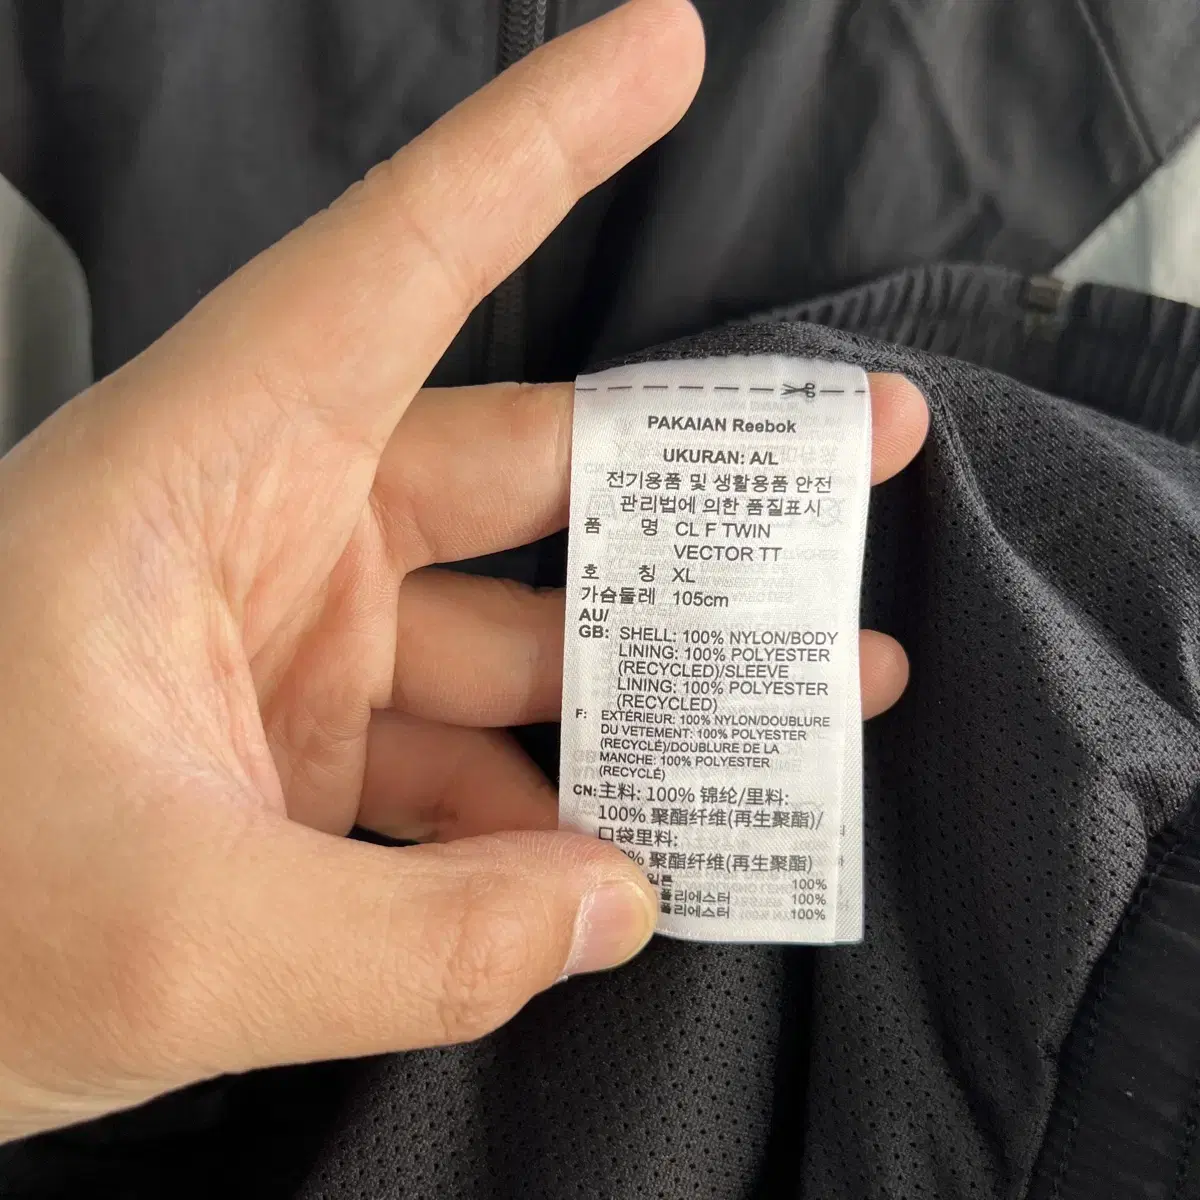 PAKAIAN Reebok
UKURAN: A/L
전기용품 및 생활용품 안전
관리법에 의한 품질표시
품 명 CL F TWIN
VECTOR TT
호 칭 XL
가슴둘레 105cm
AU/
GB: SHELL: 100% NYLON/BODY
LINING: 100% POLYESTER
(RECYCLED)/SLEEVE
LINING: 100% POLYESTER
(RECYCLED)
F: EXTÉRIEUR: 100% NYLON/DOUBLURE
DU VETEMENT: 100% POLYESTER
(RECYCLÉ)/DOUBLURE DE LA
MANCHE: 100% POLYESTER
(RECYCLÉ)
CN: 主料: 100% 锦纶/里料:
100% 聚酯纤维(再生聚酯)/
口袋里料:
% 聚酯纤维(再生聚酯)
100%
폴리에스터 100%
폴리에스터 100%